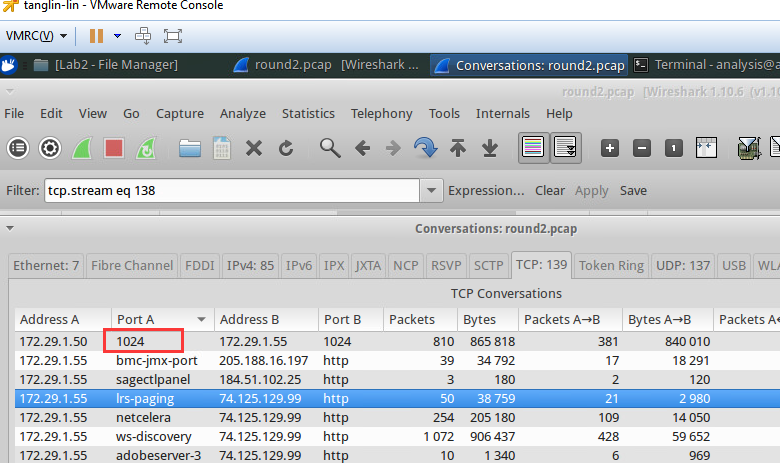 tanglin-lin - VMware Remote Console
VMRC(V)
[Lab2 - File Manager] round2.pcap [Wireshark ... Conversations: round2.pcap Terminal - analysis@a
round2.pcap [Wireshark 1.10.6 (v1.10
File Edit View Go Capture Analyze Statistics Telephony Tools Internals Help
Filter: tcp.stream eq 138 Expression... Clear Apply Save
Conversations: round2.pcap
Ethernet: 7 Fibre Channel FDDI IPv4: 85 IPv6 IPX JXTA NCP RSVP SCTP TCP: 139 Token Ring UDP: 137 USB WLA
TCP Conversations
Address A Port A Address B Port B Packets Bytes Packets A→B Bytes A→B Packets A←
172.29.1.50 1024 172.29.1.55 1024 810 865 818 381 840 010
172.29.1.55 bmc-jmx-port 205.188.16.197 http 39 34 792 17 18 291
172.29.1.55 sagectlpanel 184.51.102.25 http 3 180 2 120
172.29.1.55 lrs-paging 74.125.129.99 http 50 38 759 21 2 980
172.29.1.55 netcelera 74.125.129.99 http 254 205 180 109 14 050
172.29.1.55 ws-discovery 74.125.129.99 http 1 072 906 437 428 59 652
172.29.1.55 adobeserver-3 74.125.129.99 http 10 1 340 6 969